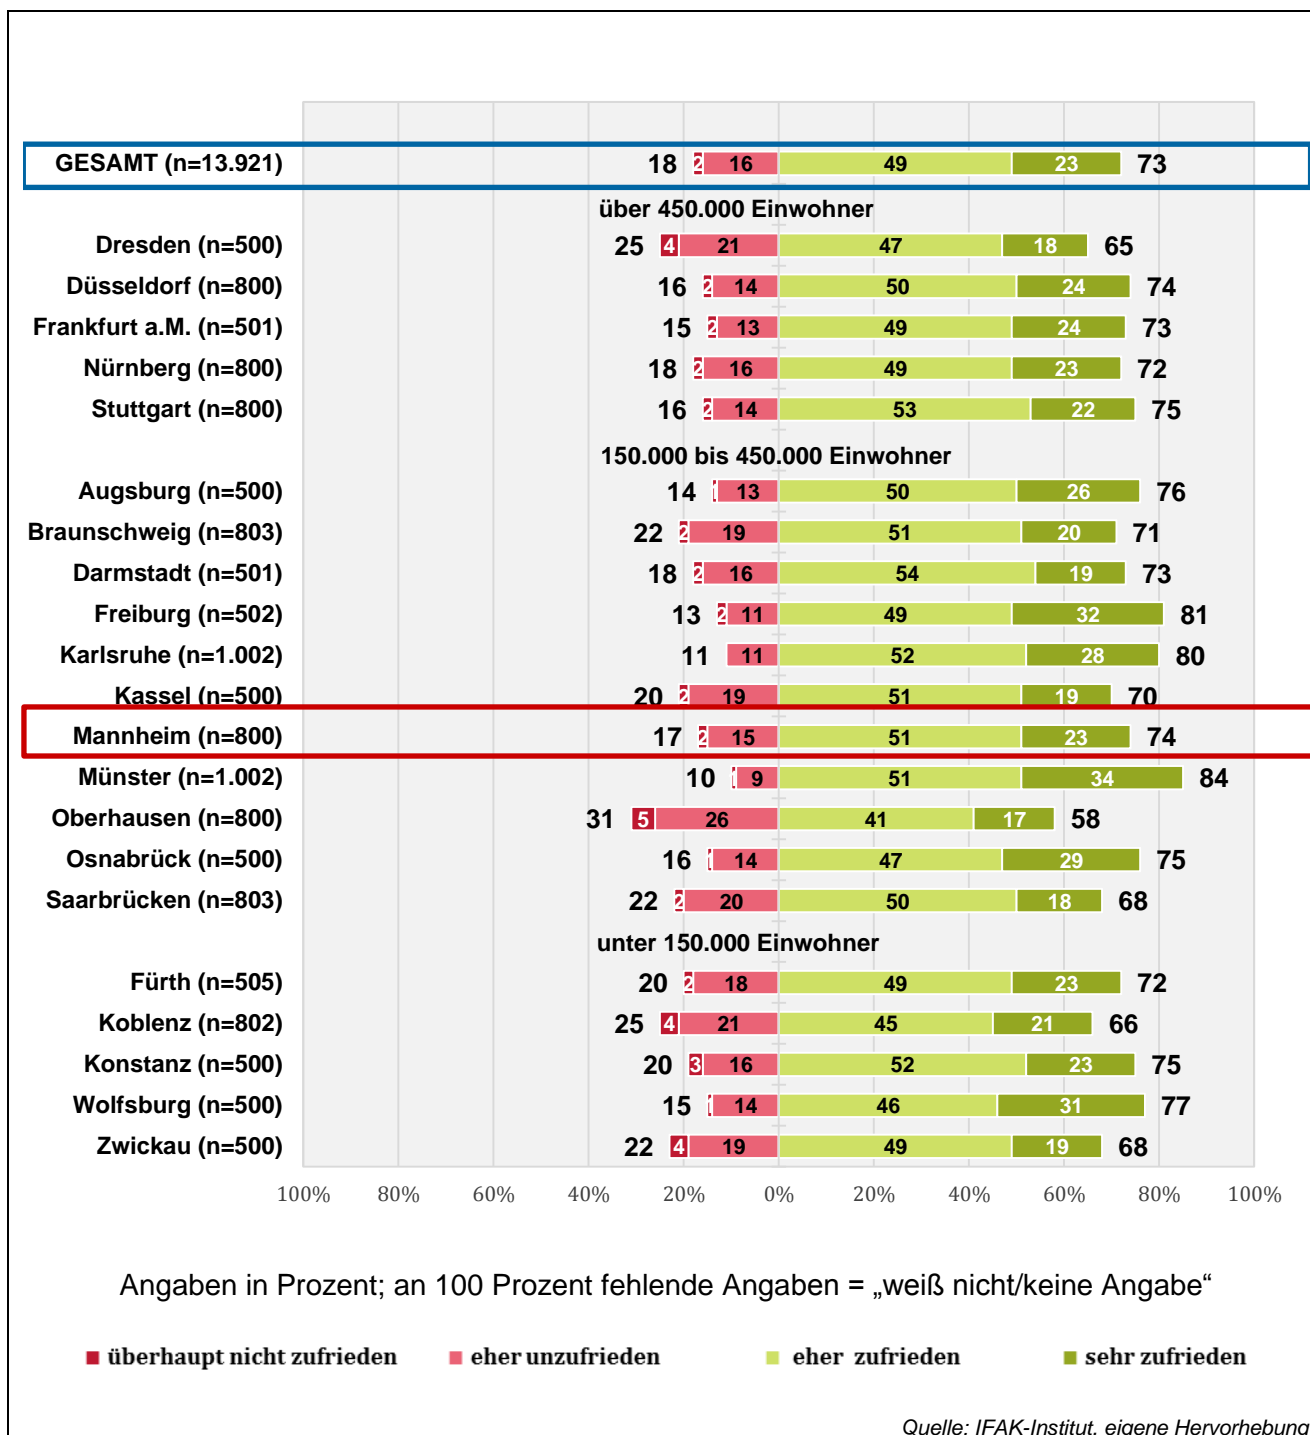 GESAMT (n=13.921) 18 2 16 49 23 73
über 450.000 Einwohner
Dresden (n=500) 25 4 21 47 18 65
Düsseldorf (n=800) 16 2 14 50 24 74
Frankfurt a.M. (n=501) 15 2 13 49 24 73
Nürnberg (n=800) 18 2 16 49 23 72
Stuttgart (n=800) 16 2 14 53 22 75
150.000 bis 450.000 Einwohner
Augsburg (n=500) 14 1 13 50 26 76
Braunschweig (n=803) 22 2 19 51 20 71
Darmstadt (n=501) 18 2 16 54 19 73
Freiburg (n=502) 13 2 11 49 32 81
Karlsruhe (n=1.002) 11 11 52 28 80
Kassel (n=500) 20 2 19 51 19 70
Mannheim (n=800) 17 2 15 51 23 74
Münster (n=1.002) 10 1 9 51 34 84
Oberhausen (n=800) 31 5 26 41 17 58
Osnabrück (n=500) 16 1 14 47 29 75
Saarbrücken (n=803) 22 2 20 50 18 68
unter 150.000 Einwohner
Fürth (n=505) 20 2 18 49 23 72
Koblenz (n=802) 25 4 21 45 21 66
Konstanz (n=500) 20 3 16 52 23 75
Wolfsburg (n=500) 15 1 14 46 31 77
Zwickau (n=500) 22 4 19 49 19 68
100% 80% 60% 40% 20% 0% 20% 40% 60% 80% 100%
Angaben in Prozent; an 100 Prozent fehlende Angaben = „weiß nicht/keine Angabe“
überhaupt nicht zufrieden eher unzufrieden eher zufrieden sehr zufrieden
Quelle: IFAK-Institut, eigene Hervorhebung